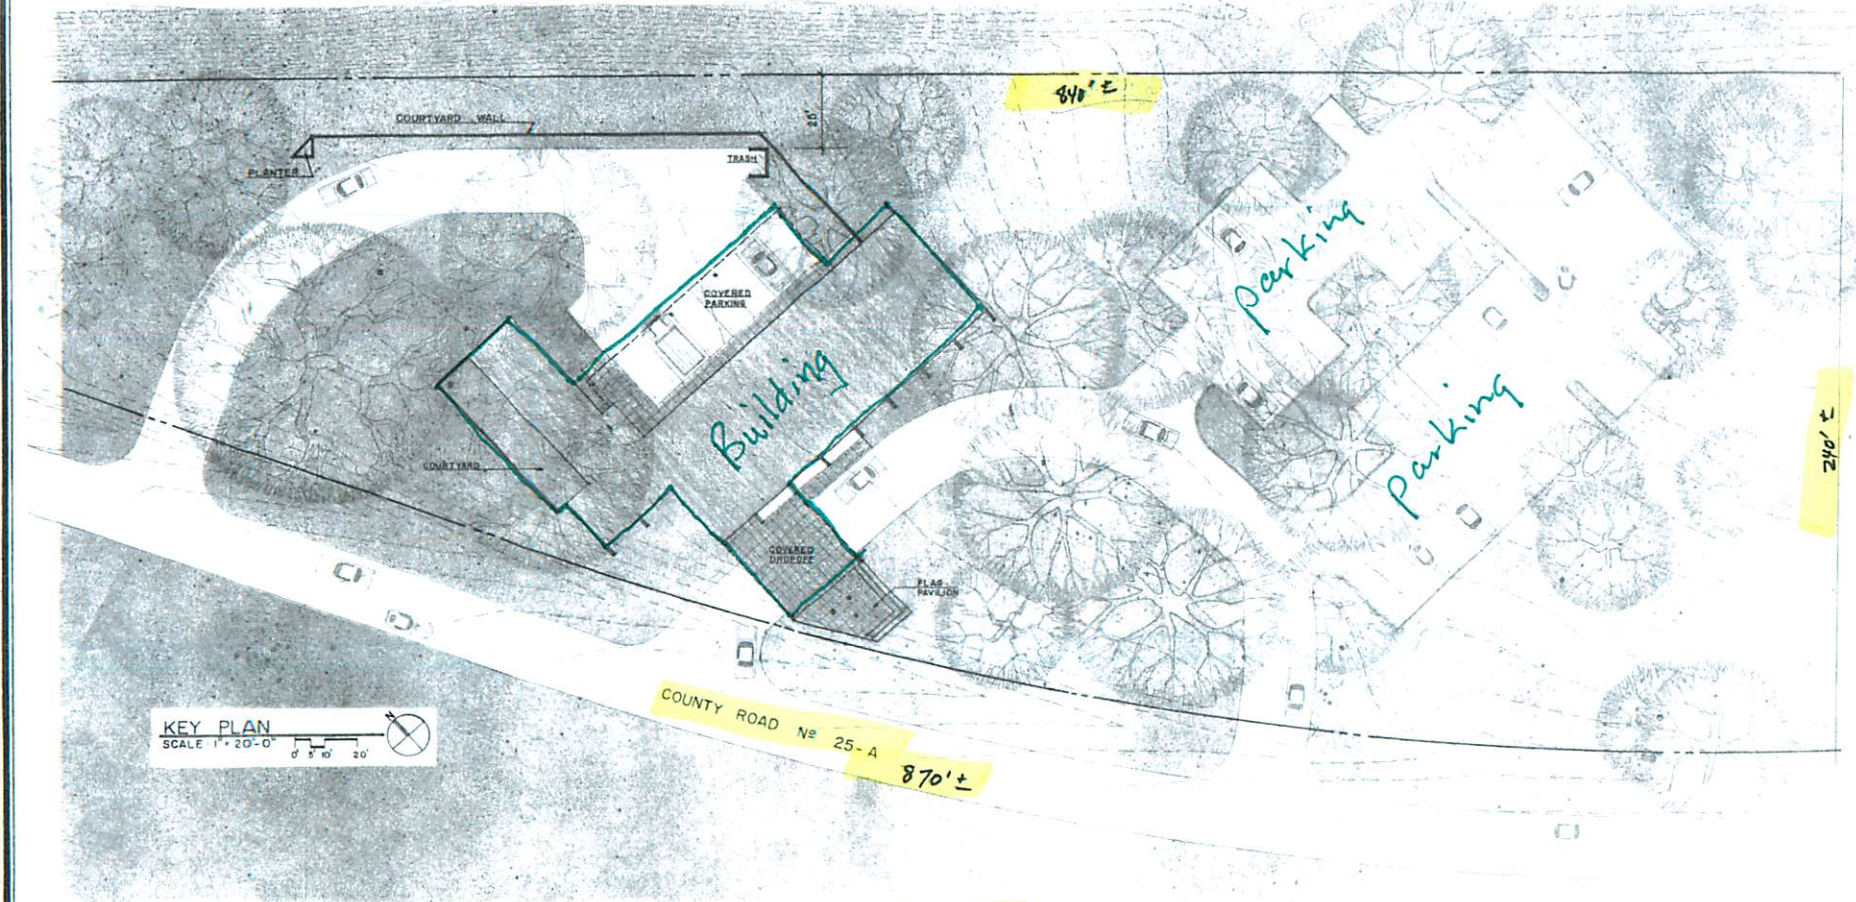 840' ±
COURTYARD WALL
25'
PLANTER
TRASH
parking
COVERED
PARKING
Building
parking
240' ±
COURTYARD
COVERED
DROPOFF
FLAG
PAVILION
COUNTY ROAD Nº 25-A
870' ±
KEY PLAN
N
SCALE 1" = 20'-0"
0' 5' 10' 20'